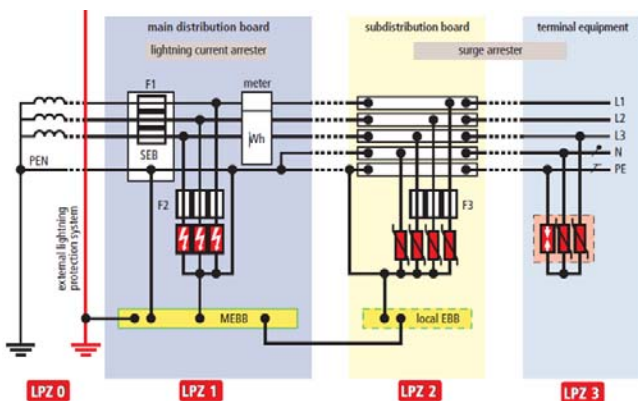 main distribution board
subdistribution board
terminal equipment
lightning current arrester
surge arrester
F1
meter
L1
L2
Wh
L3
SEB
N
PEN
PE
F2
F3
external lightning
protection system
MEBB
local EBB
LPZ 0
LPZ 1
LPZ 2
LPZ 3